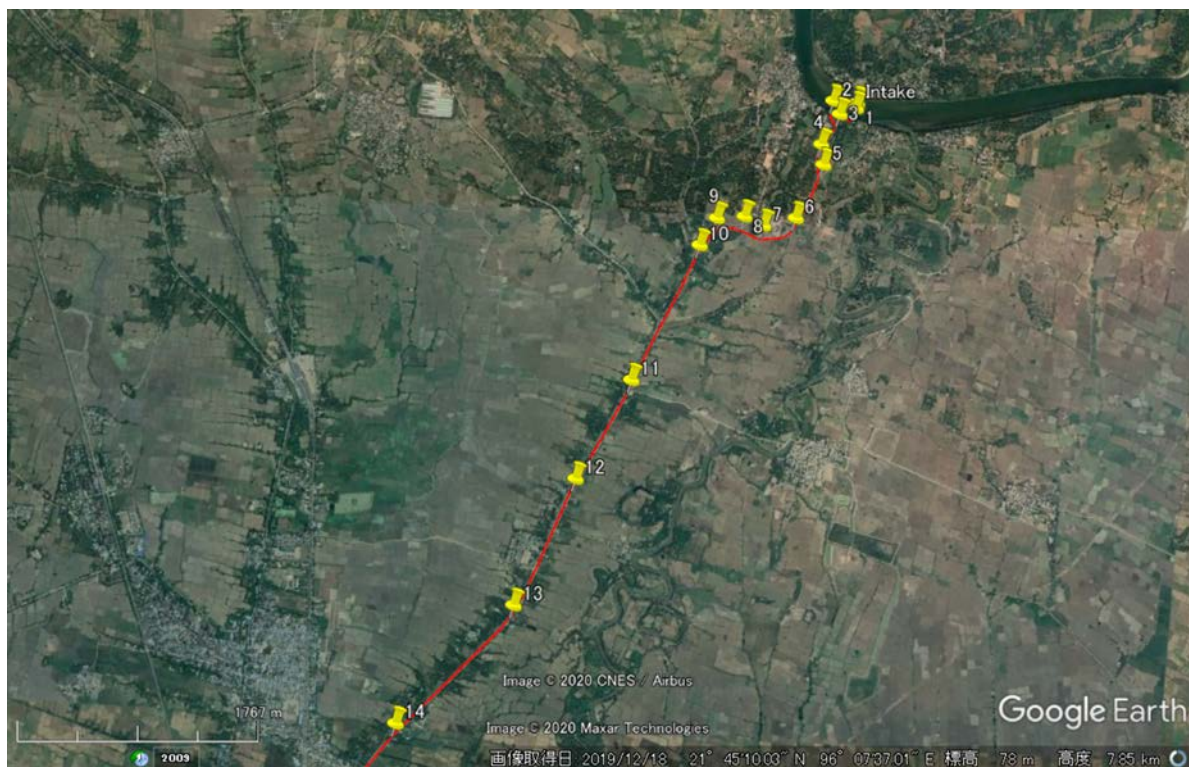 2 Intake
4 3 1
5
9 7 6
8
10
11
12
13
Image © 2020 CNES / Airbus
14
1767 m
Google Earth
Image © 2020 Maxar Technologies
2009
画像取得日 2019/12/18 21° 45'10.03" N 96° 07'37.01" E 標高 78 m 高度 7.85 km